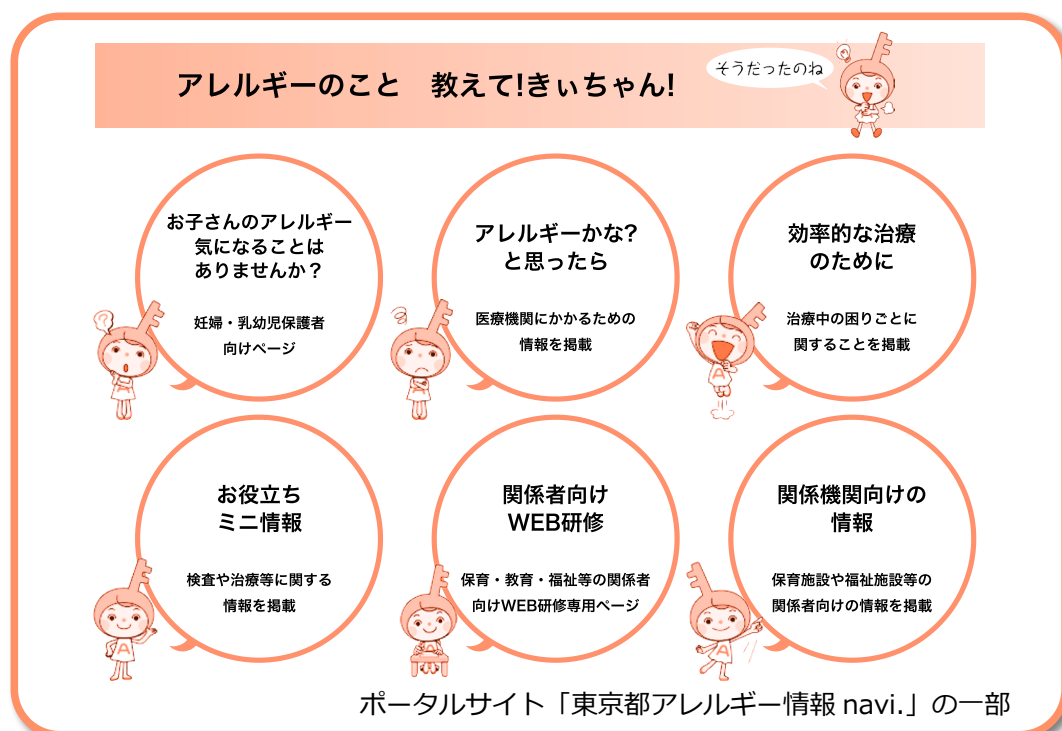 アレルギーのこと　教えて!きぃちゃん!
そうだったのね
お子さんのアレルギー
気になることは
ありませんか？
妊婦・乳幼児保護者
向けページ
アレルギーかな?
と思ったら
医療機関にかかるための
情報を掲載
効率的な治療
のために
治療中の困りごとに
関することを掲載
お役立ち
ミニ情報
検査や治療等に関する
情報を掲載
関係者向け
WEB研修
保育・教育・福祉等の関係者
向けWEB研修専用ページ
関係機関向けの
情報
保育施設や福祉施設等の
関係者向けの情報を掲載
A
A
A
A
A
A
ポータルサイト「東京都アレルギー情報 navi.」の一部